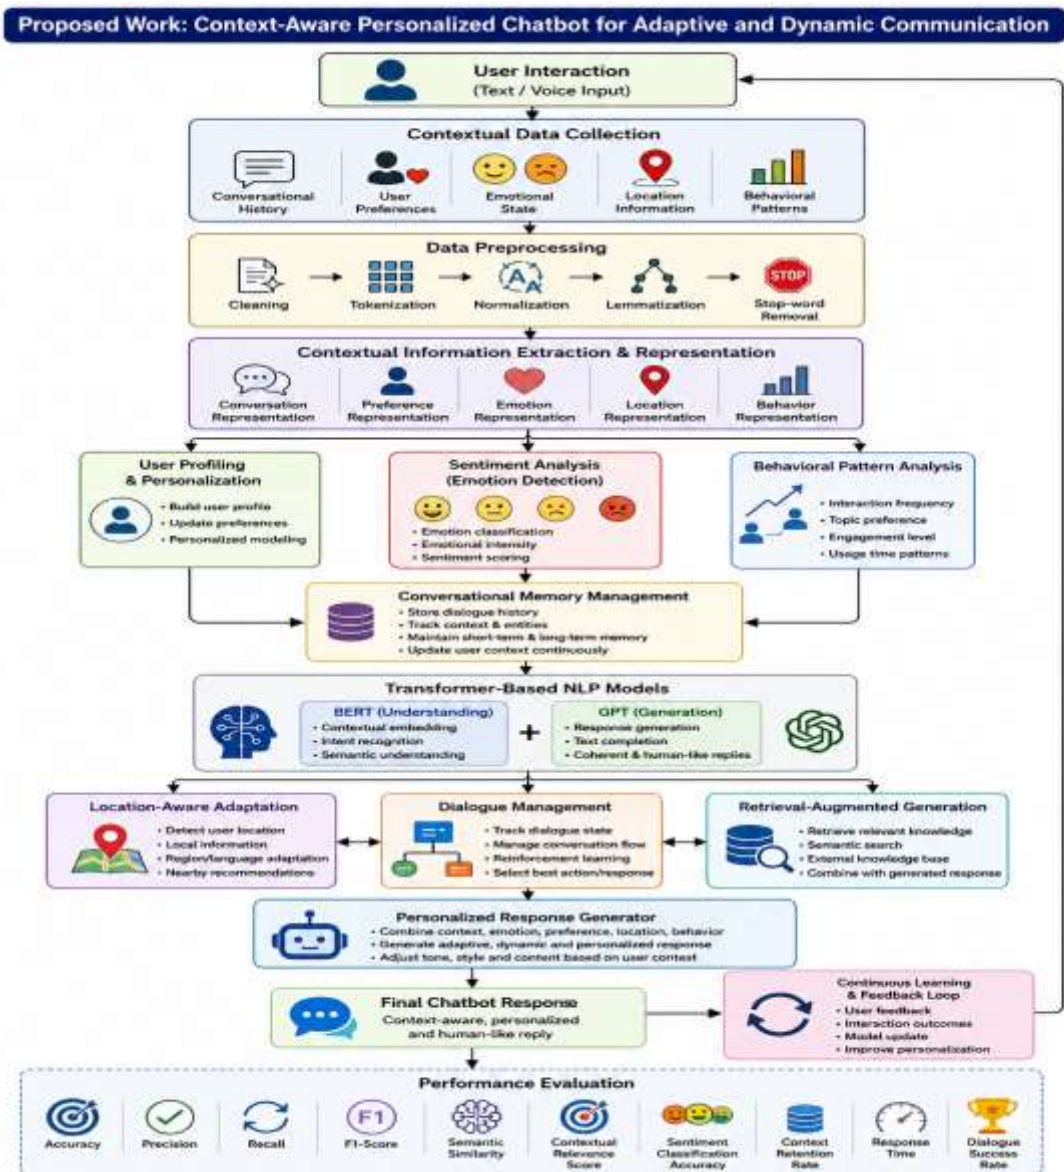 Proposed Work: Context-Aware Personalized Chatbot for Adaptive and Dynamic Communication
User Interaction
(Text / Voice Input)
Contextual Data Collection
Conversational
History
User
Preferences
Emotional
State
Location
Information
Behavioral
Patterns
Data Preprocessing
Cleaning
Tokenization
Normalization
Lemmatization
STOP
Stop-word
Removal
Contextual Information Extraction & Representation
Conversation
Representation
Preference
Representation
Emotion
Representation
Location
Representation
Behavior
Representation
User Profiling
& Personalization
• Build user profile
• Update preferences
• Personalized modeling
Sentiment Analysis
(Emotion Detection)
• Emotion classification
• Emotional intensity
• Sentiment scoring
Behavioral Pattern Analysis
• Interaction frequency
• Topic preference
• Engagement level
• Usage time patterns
Conversational Memory Management
• Store dialogue history
• Track context & entities
• Maintain short-term & long-term memory
• Update user context continuously
Transformer-Based NLP Models
BERT (Understanding)
• Contextual embedding
• Intent recognition
• Semantic understanding
+
GPT (Generation)
• Response generation
• Text completion
• Coherent & human-like replies
Location-Aware Adaptation
• Detect user location
• Local information
• Region/language adaptation
• Nearby recommendations
Dialogue Management
• Track dialogue state
• Manage conversation flow
• Reinforcement learning
• Select best action/response
Retrieval-Augmented Generation
• Retrieve relevant knowledge
• Semantic search
• External knowledge base
• Combine with generated response
Personalized Response Generator
• Combine context, emotion, preference, location, behavior
• Generate adaptive, dynamic and personalized response
• Adjust tone, style and content based on user context
Final Chatbot Response
Context-aware, personalized
and human-like reply
Continuous Learning
& Feedback Loop
• User feedback
• Interaction outcomes
• Model update
• Improve personalization
Performance Evaluation
Accuracy
Precision
Recall
F1
F1-Score
Semantic
Similarity
Contextual
Relevance
Score
Sentiment
Classification
Accuracy
Context
Retention
Rate
Response
Time
Dialogue
Success
Rate